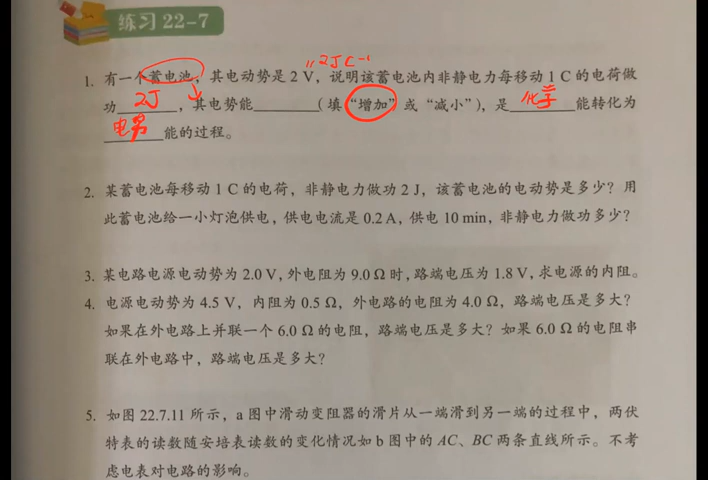 练习 22-7
"2JC⁻¹
1. 有一个蓄电池，其电动势是 2 V，说明该蓄电池内非静电力每移动 1 C 的电荷做
功 2J ，其电势能________（填“增加”或“减小”），是 化学 能转化为
电势 能的过程。
2. 某蓄电池每移动 1 C 的电荷，非静电力做功 2 J，该蓄电池的电动势是多少？用
此蓄电池给一小灯泡供电，供电电流是 0.2 A，供电 10 min，非静电力做功多少？
3. 某电路电源电动势为 2.0 V，外电阻为 9.0 Ω 时，路端电压为 1.8 V，求电源的内阻。
4. 电源电动势为 4.5 V，内阻为 0.5 Ω，外电路的电阻为 4.0 Ω，路端电压是多大？
如果在外电路上并联一个 6.0 Ω 的电阻，路端电压是多大？如果 6.0 Ω 的电阻串
联在外电路中，路端电压是多大？
5. 如图 22.7.11 所示，a 图中滑动变阻器的滑片从一端滑到另一端的过程中，两伏
特表的读数随安培表读数的变化情况如 b 图中的 AC、BC 两条直线所示。不考
虑电表对电路的影响。